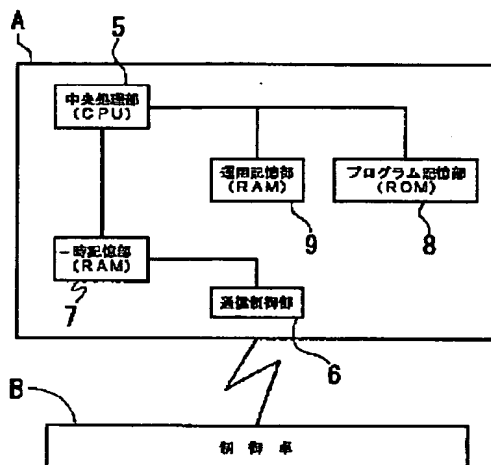 A
5
中央処理部
(CPU)
運用記憶部
(RAM)
プログラム記憶部
(ROM)
9
8
一時記憶部
(RAM)
7
通信制御部
6
B
制御卓